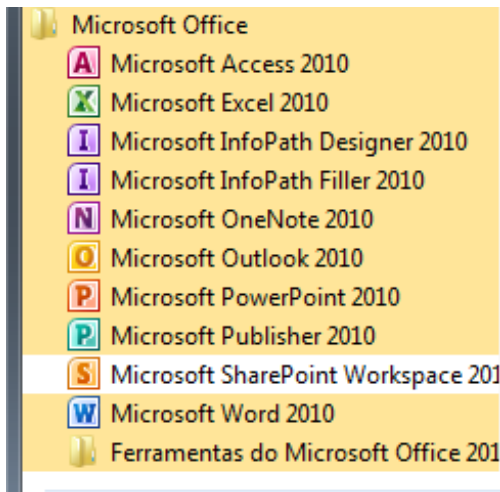 Microsoft Office
Microsoft Access 2010
Microsoft Excel 2010
Microsoft InfoPath Designer 2010
Microsoft InfoPath Filler 2010
Microsoft OneNote 2010
Microsoft Outlook 2010
Microsoft PowerPoint 2010
Microsoft Publisher 2010
Microsoft SharePoint Workspace 201
Microsoft Word 2010
Ferramentas do Microsoft Office 201